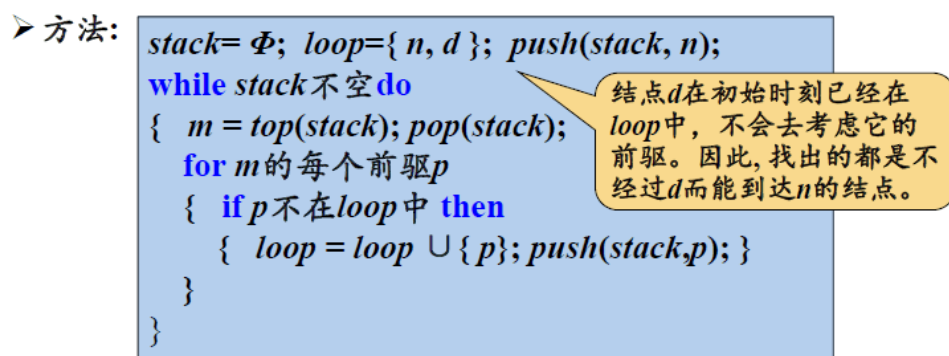 ➢ 方法:
stack= Φ; loop={ n, d }; push(stack, n);
while stack不空do
{ m = top(stack); pop(stack);
for m的每个前驱p
{ if p不在loop中 then
{ loop = loop ∪{ p}; push(stack,p); }
}
}
结点d在初始时刻已经在
loop中，不会去考虑它的
前驱。因此, 找出的都是不
经过d而能到达n的结点。